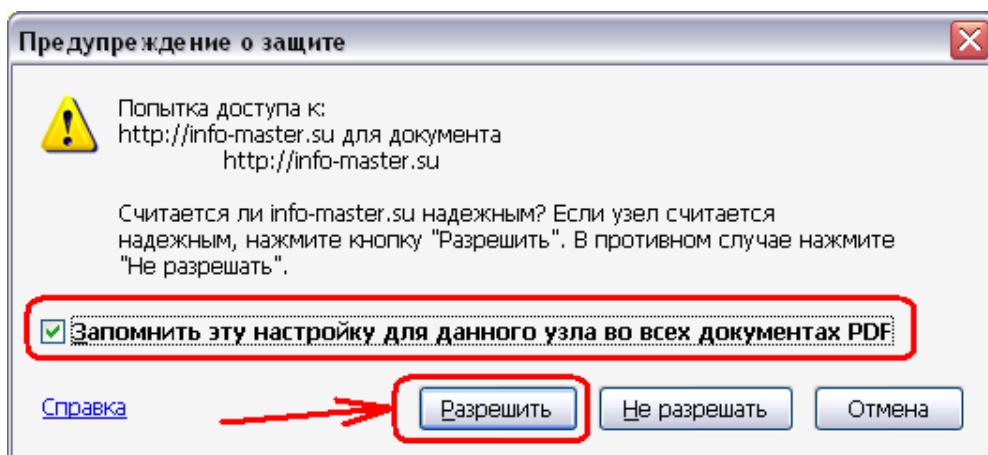 Предупреждение о защите
Попытка доступа к:
http://info-master.su для документа
http://info-master.su
Считается ли info-master.su надежным? Если узел считается
надежным, нажмите кнопку "Разрешить". В противном случае нажмите
"Не разрешать".
Запомнить эту настройку для данного узла во всех документах PDF
Справка Разрешить Не разрешать Отмена